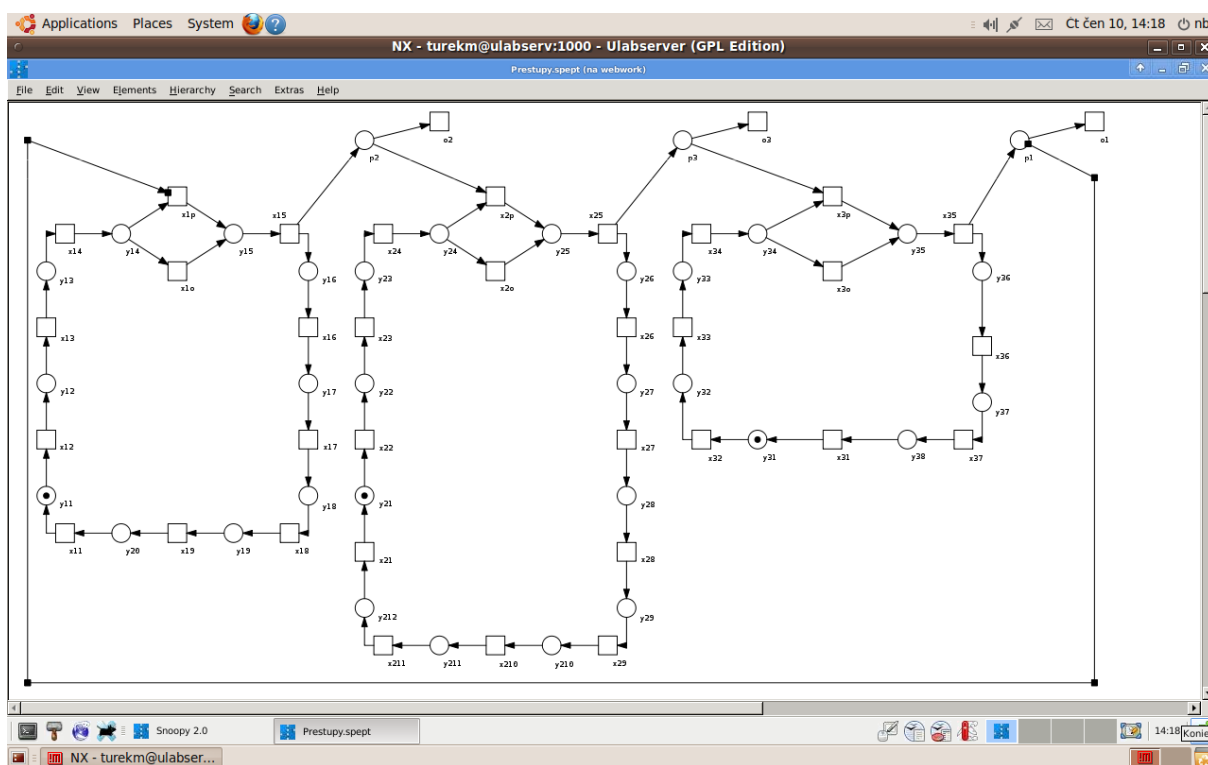 Applications Places System Čt čen 10, 14:18 nb
NX - turekm@ulabserv:1000 - Ulabserver (GPL Edition)
Prestupy.spept (na webwork)
File Edit View Elements Hierarchy Search Extras Help
o2 o3 o1
p2 p3 p1
x1p x2p x3p
x15 x25 x35
x14 y14 y15 x24 y24 y25 x34 y34 y35
y13 x1o y16 y23 x2o y26 y33 x3o y36
x13 x16 x23 x26 x33 x36
y12 y17 y22 y27 y32 y37
x12 x17 x22 x27 x32 y31 x31 y38 x37
y11 y18 y21 y28
x11 y20 x19 y19 x18 x21 x28
y212 y29
x211 y211 x210 y210 x29
Snoopy 2.0 Prestupy.spept 14:18 Konie
NX - turekm@ulabser...